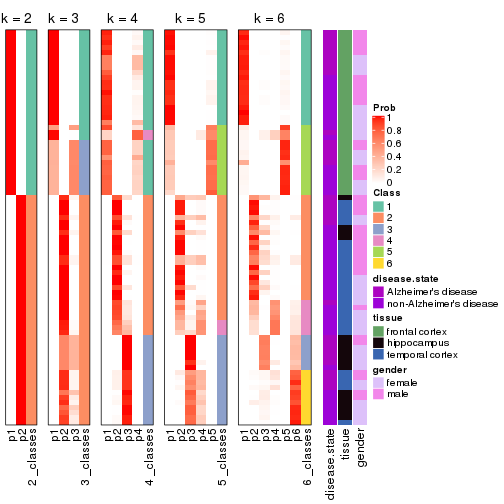 k = 2 k = 3 k = 4 k = 5 k = 6
Prob
1
0.8
0.6
0.4
0.2
0
Class
1
2
3
4
5
6
disease.state
Alzheimer's disease
non-Alzheimer's disease
tissue
frontal cortex
hippocampus
temporal cortex
gender
female
male
p1 p2 2_classes p1 p2 p3 3_classes p1 p2 p3 p4 4_classes p1 p2 p3 p4 p5 5_classes p1 p2 p3 p4 p5 p6 6_classes disease.state tissue gender